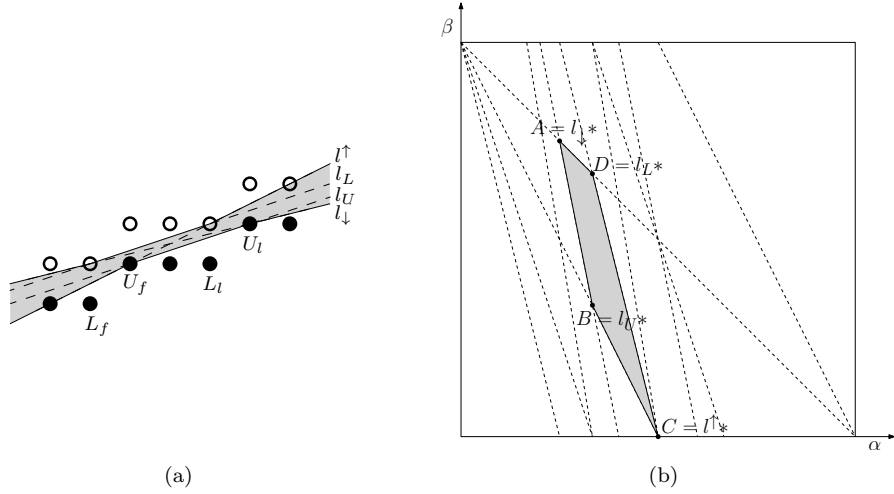 l↑
l_L
l_U
l↓
U_l
U_f
L_l
L_f
(a)
β
A = l↓*
D = l_L*
B = l_U*
C = l↑*
α
(b)